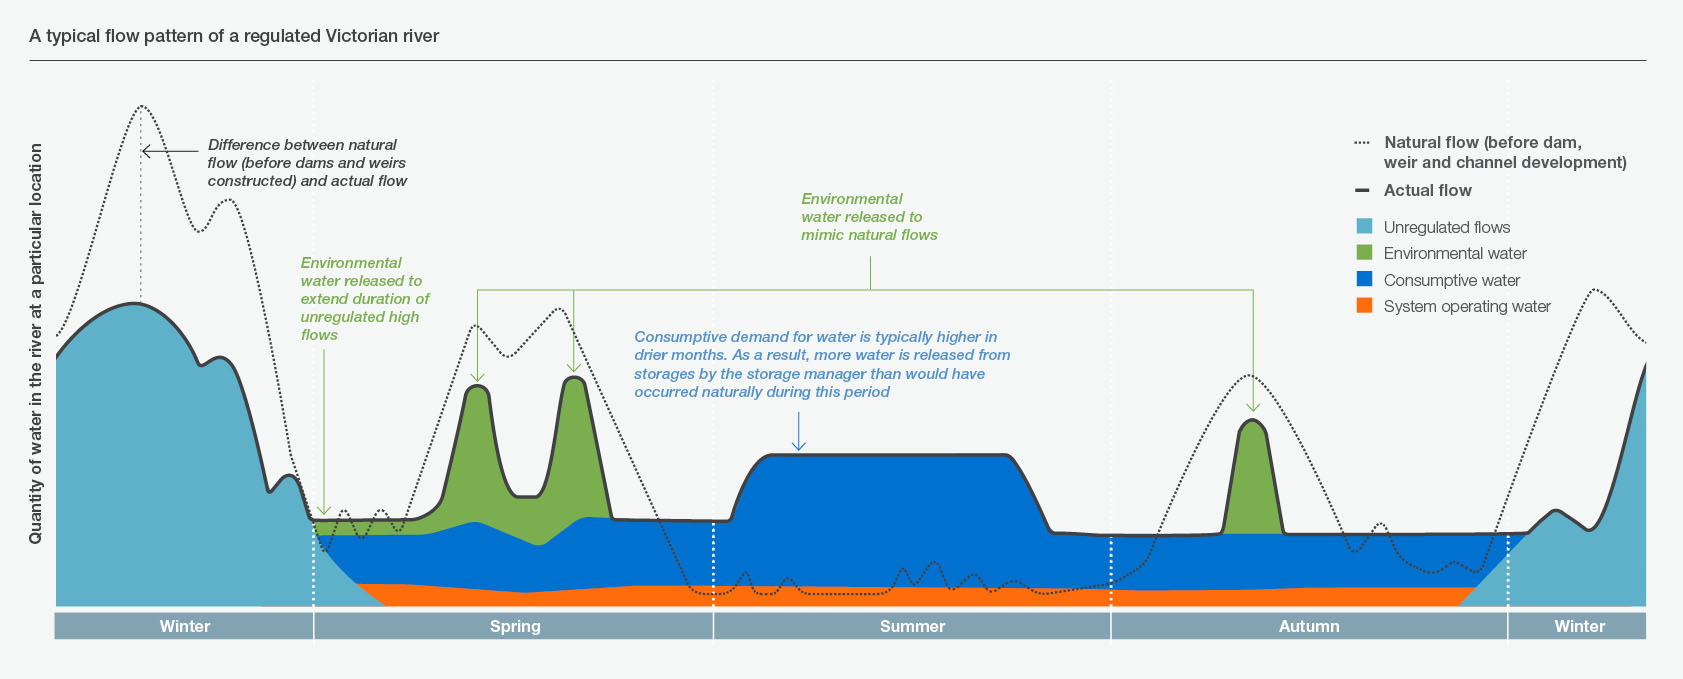 A typical flow pattern of a regulated Victorian river
Quantity of water in the river at a particular location
Difference between natural
flow (before dams and weirs
constructed) and actual flow
Environmental
water released to
extend duration of
unregulated high
flows
Environmental
water released to
mimic natural flows
Consumptive demand for water is typically higher in
drier months. As a result, more water is released from
storages by the storage manager than would have
occurred naturally during this period
Natural flow (before dam,
weir and channel development)
Actual flow
Unregulated flows
Environmental water
Consumptive water
System operating water
Winter
Spring
Summer
Autumn
Winter